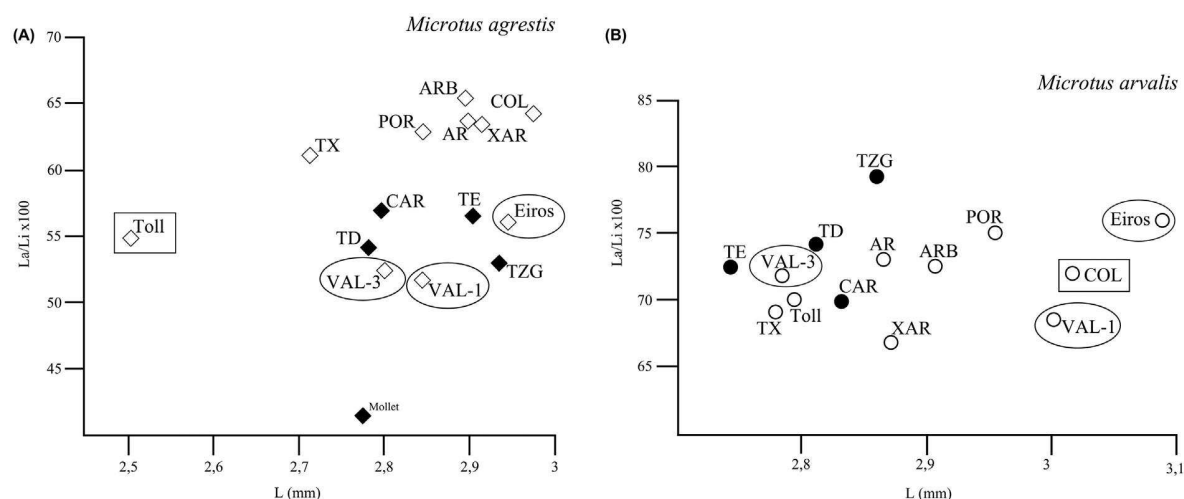 (A)
Microtus agrestis
La/Li x100
70
65
60
55
50
45
ARB
COL
POR
AR
XAR
TX
CAR
TE
Eiros
Toll
TD
TZG
VAL-3
VAL-1
Mollet
2,5
2,6
2,7
2,8
2,9
3
L (mm)
(B)
Microtus arvalis
La/Li x100
85
80
75
70
65
TZG
POR
Eiros
TD
AR
ARB
TE
VAL-3
COL
CAR
Toll
TX
XAR
VAL-1
2,8
2,9
3
3,1
L (mm)